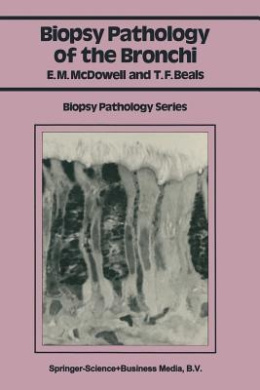 Biopsy Pathology
of the Bronchi
E.M.McDowell and T.F.Beals
Biopsy Pathology Series
Springer-Science+Business Media, B.V.